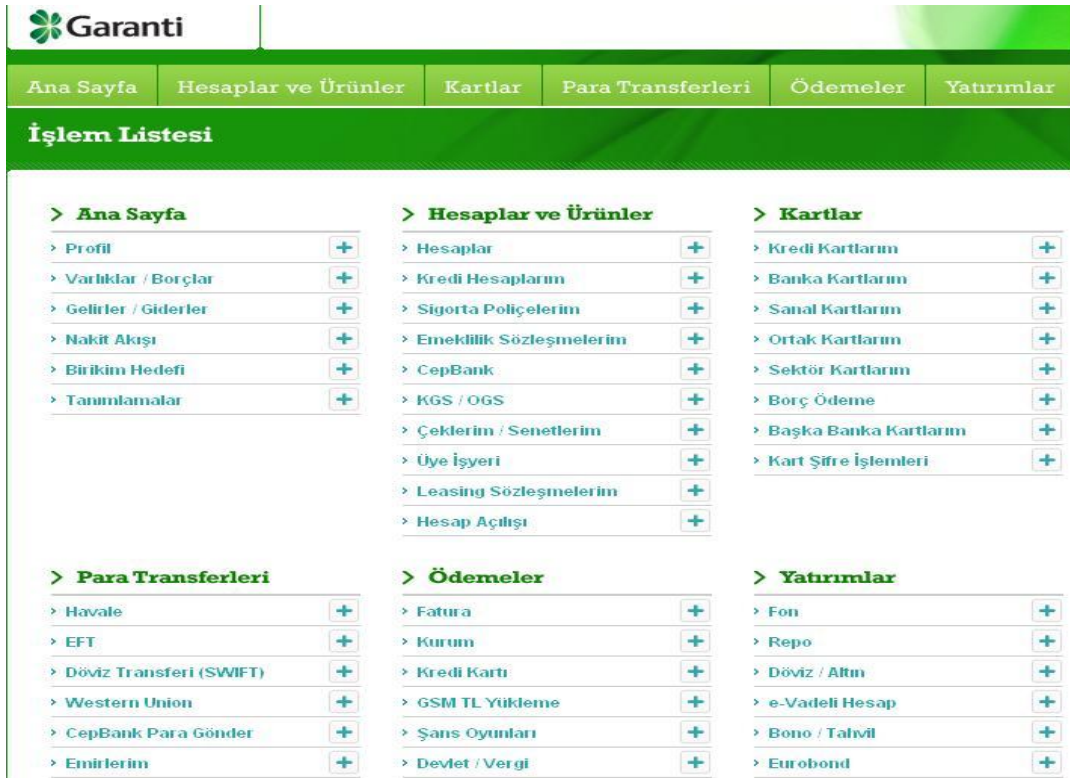 Garanti
Ana Sayfa Hesaplar ve Ürünler Kartlar Para Transferleri Ödemeler Yatırımlar
İşlem Listesi
Ana Sayfa
Profil
Varlıklar / Borçlar
Gelirler / Giderler
Nakit Akışı
Birikim Hedefi
Tanımlamalar
Hesaplar ve Ürünler
Hesaplar
Kredi Hesaplarım
Sigorta Poliçelerim
Emeklilik Sözleşmelerim
CepBank
KGS / OGS
Çeklerim / Senetlerim
Üye İşyeri
Leasing Sözleşmelerim
Hesap Açılışı
Kartlar
Kredi Kartlarım
Banka Kartlarım
Sanal Kartlarım
Ortak Kartlarım
Sektör Kartlarım
Borç Ödeme
Başka Banka Kartlarım
Kart Şifre İşlemleri
Para Transferleri
Havale
EFT
Döviz Transferi (SWIFT)
Western Union
CepBank Para Gönder
Emirlerim
Ödemeler
Fatura
Kurum
Kredi Kartı
GSM TL Yükleme
Şans Oyunları
Devlet / Vergi
Yatırımlar
Fon
Repo
Döviz / Altın
e-Vadeli Hesap
Bono / Tahvil
Eurobond